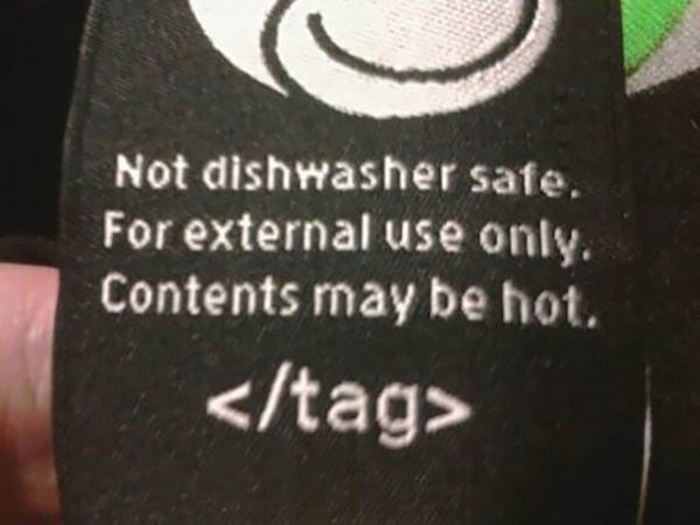 Not dishwasher safe.
For external use only.
Contents may be hot.
</tag>